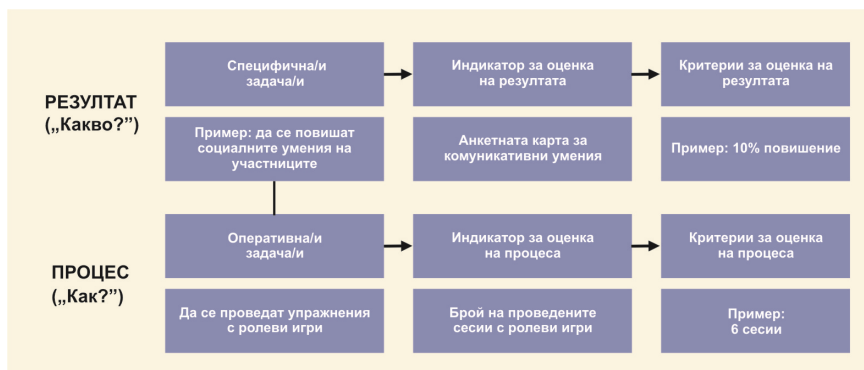 РЕЗУЛТАТ
(„Какво?”)
Специфична/и
задача/и
Индикатор за оценка
на резултата
Критерии за оценка на
резултата
Пример: да се повишат
социалните умения на
участниците
Анкетната карта за
комуникативни умения
Пример: 10% повишение
ПРОЦЕС
(„Как?”)
Оперативна/и
задача/и
Индикатор за оценка
на процеса
Критерии за оценка
на процеса
Да се проведат упражнения
с ролеви игри
Брой на проведените
сесии с ролеви игри
Пример:
6 сесии